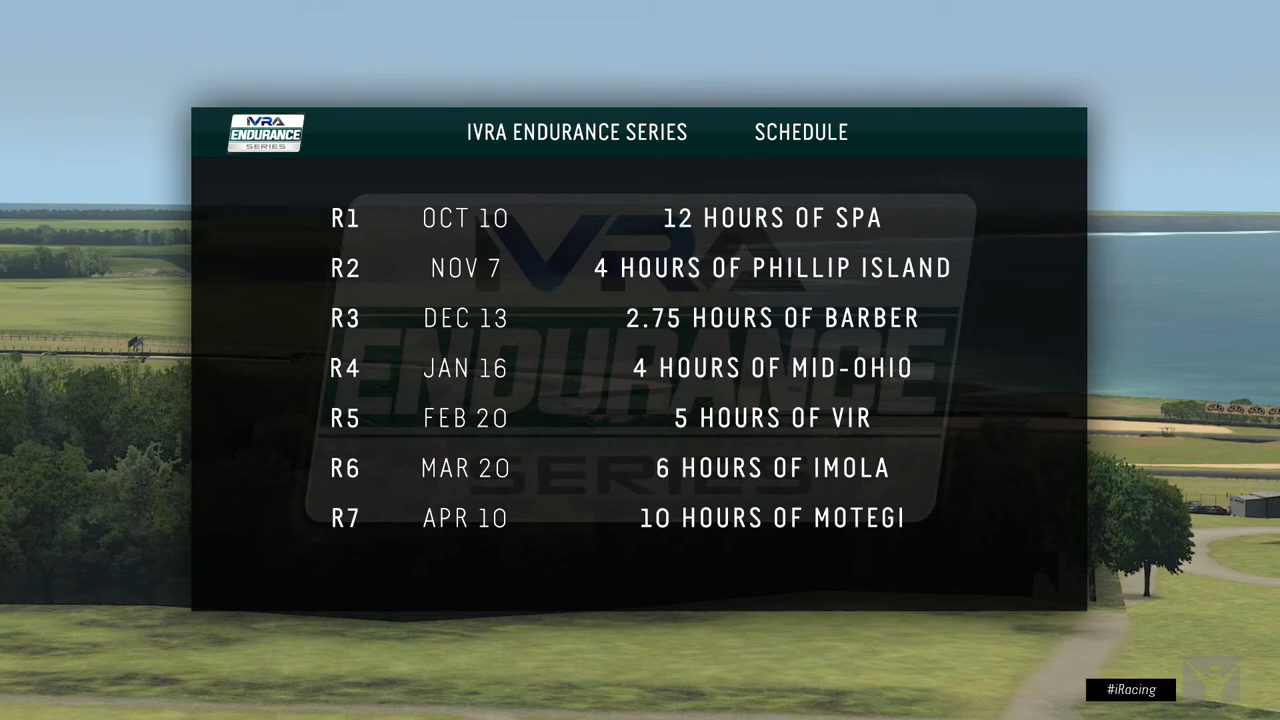 IVRA
ENDURANCE
SERIES
IVRA ENDURANCE SERIES SCHEDULE
R1 OCT 10 12 HOURS OF SPA
R2 NOV 7 4 HOURS OF PHILLIP ISLAND
R3 DEC 13 2.75 HOURS OF BARBER
R4 JAN 16 4 HOURS OF MID-OHIO
R5 FEB 20 5 HOURS OF VIR
R6 MAR 20 6 HOURS OF IMOLA
R7 APR 10 10 HOURS OF MOTEGI
IVRA
ENDURANCE
SERIES
#iRacing